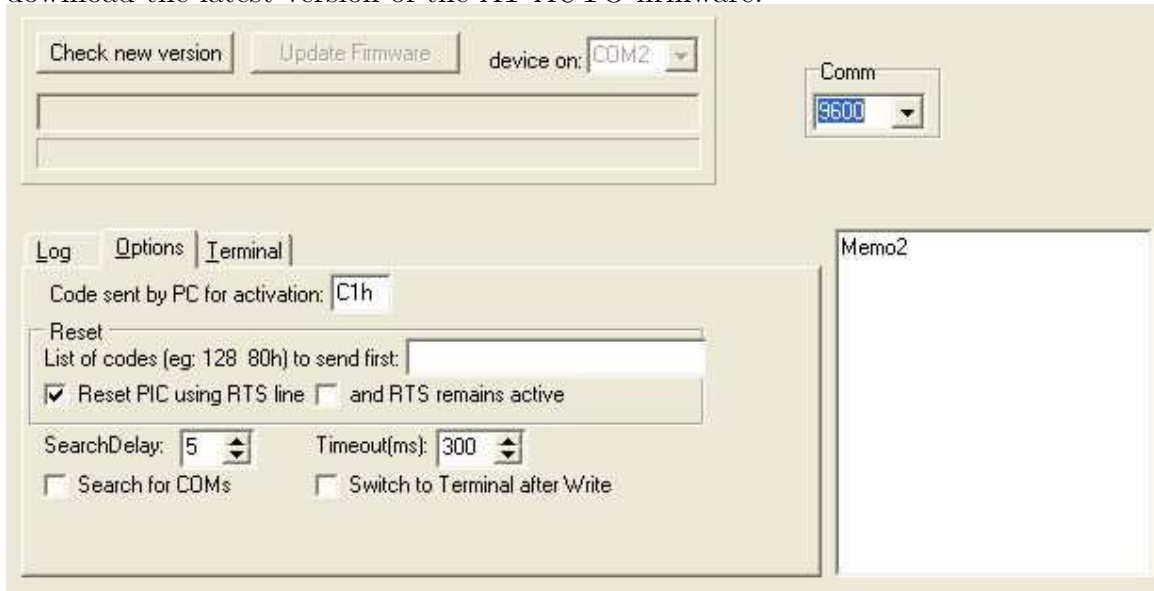 download the latest version of the
firmware.
Check new version Update Firmware device on: COM2
Comm
9600
Log Options Terminal
Memo2
Code sent by PC for activation: C1h
Reset
List of codes (eg: 128 80h) to send first:
Reset PIC using RTS line and RTS remains active
SearchDelay: 5 Timeout(ms): 300
Search for COMs Switch to Terminal after Write